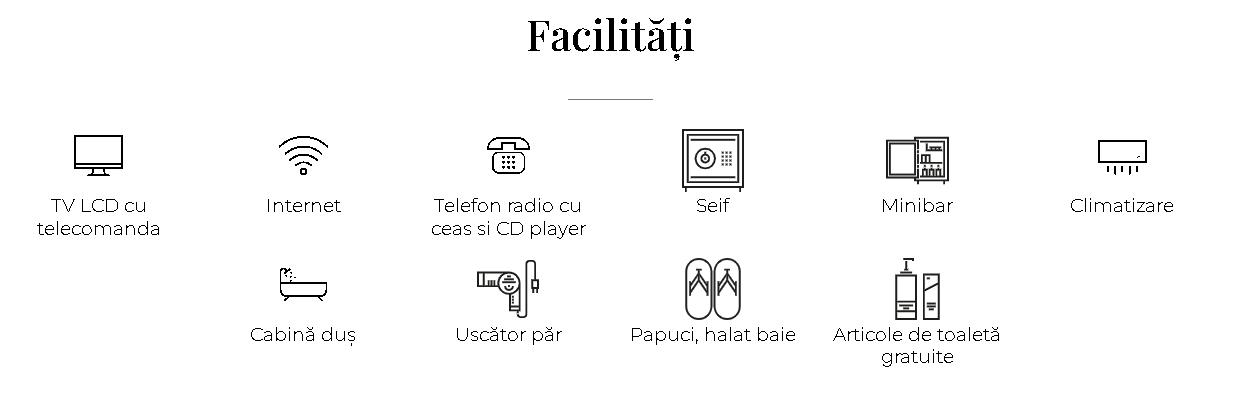 Facilități
TV LCD cu
telecomanda
Internet
Telefon radio cu
ceas si CD player
Seif
Minibar
Climatizare
Cabină duș
Uscător păr
Papuci, halat baie
Articole de toaletă
gratuite